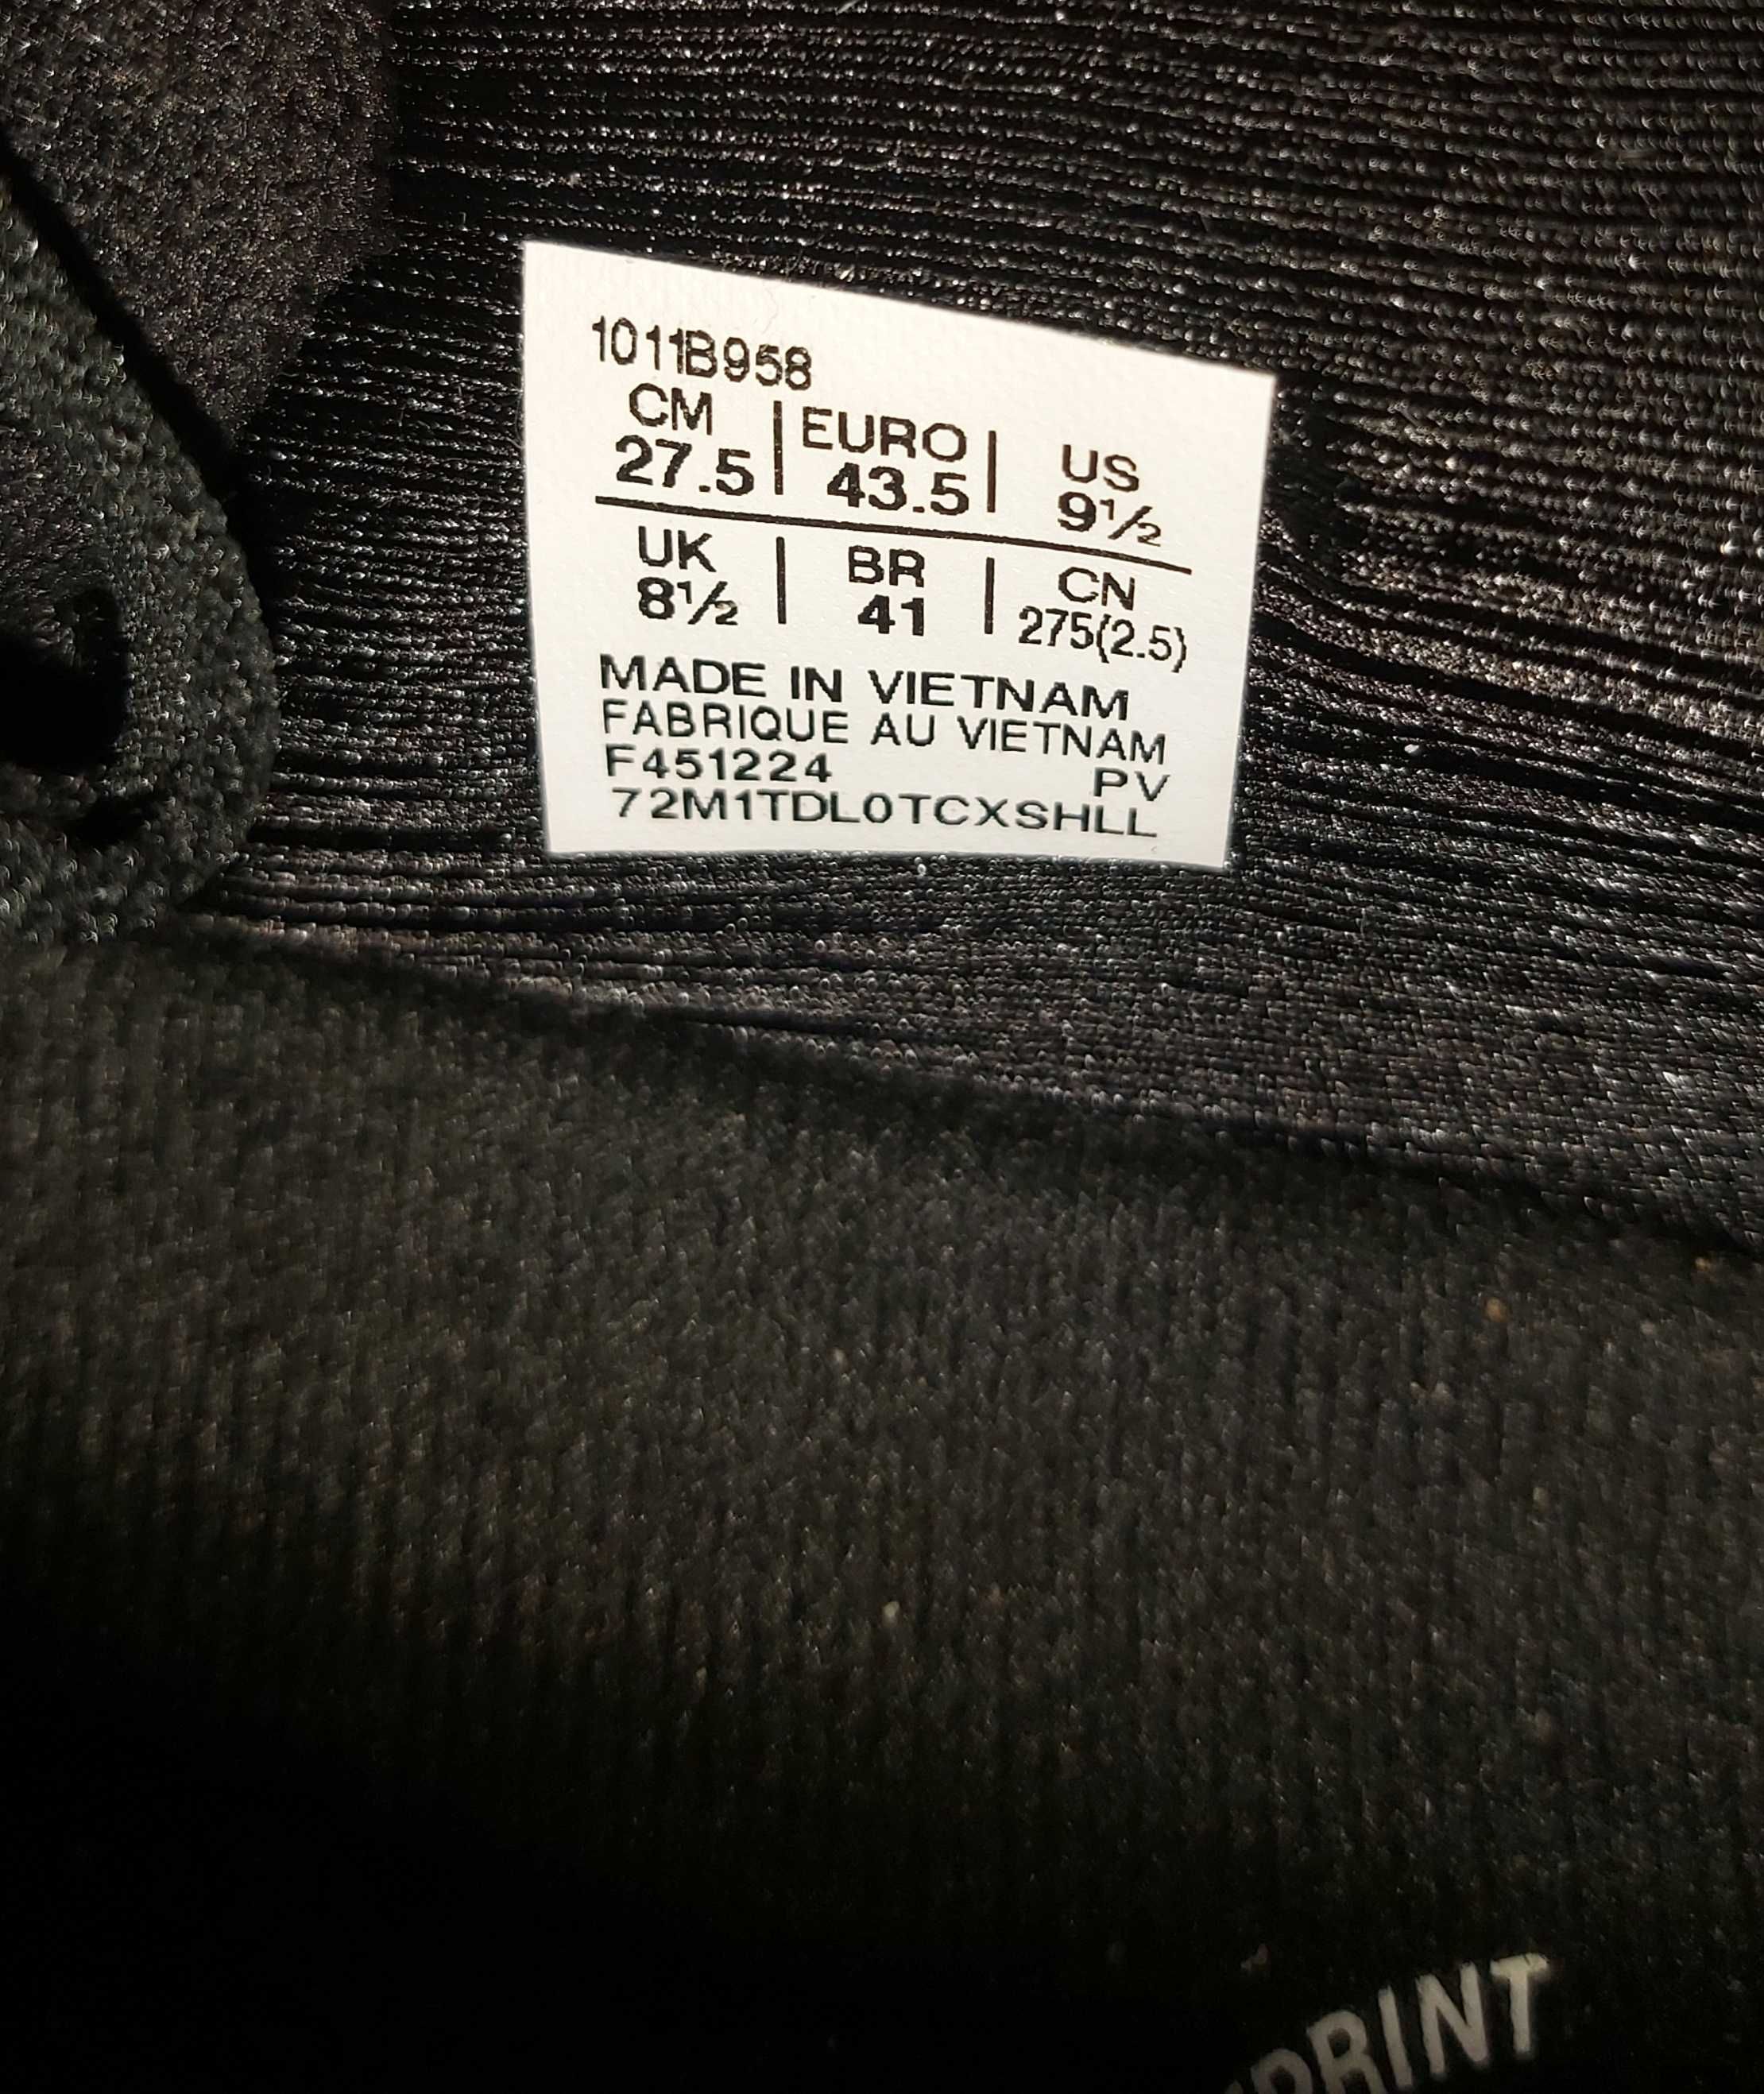 1011B958
CM | EURO | US
27.5 | 43.5 | 9½
UK | BR | CN
8½ | 41 | 275(2.5)
MADE IN VIETNAM
FABRIQUE AU VIETNAM
F451224 PV
72M1TDL0TCXSHLL